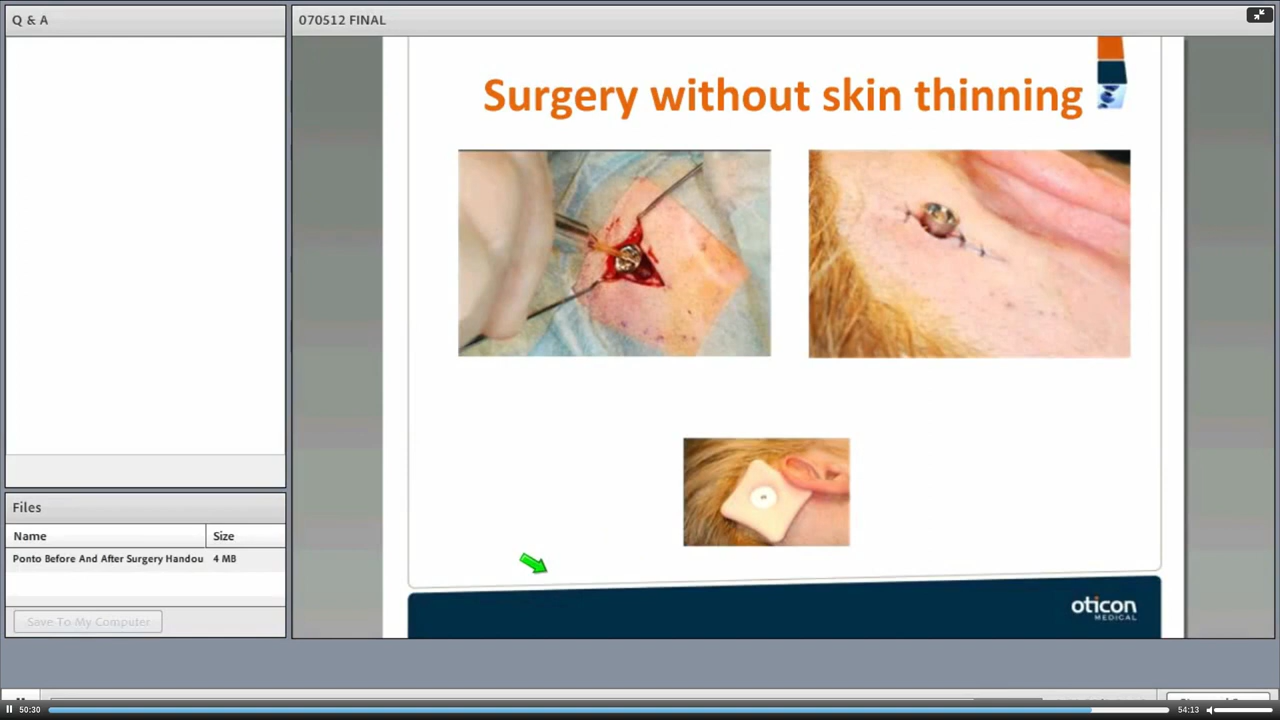 Q & A
070512 FINAL
Surgery without skin thinning
Files
Name
Size
Ponto Before And After Surgery Handou
4 MB
Save To My Computer
oticon
MEDICAL
50:30
54:13